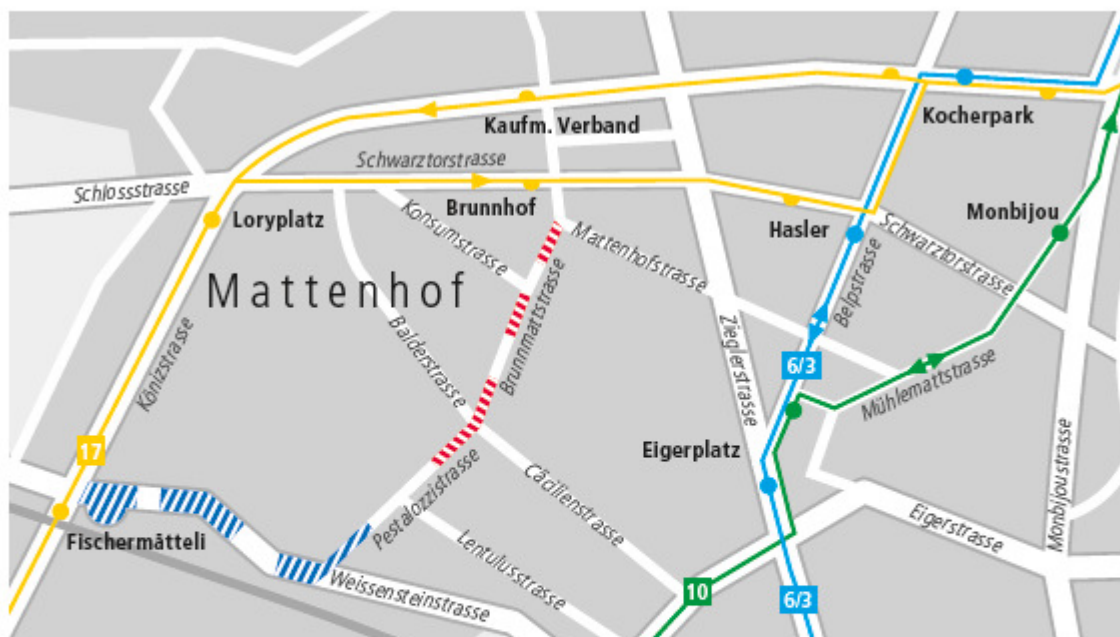 Kaufm. Verband
Kocherpark
Schwarztorstrasse
Schlossstrasse
Loryplatz
Konsumstrasse
Brunnhof
Mattenhofstrasse
Hasler
Monbijou
Schwarztorstrasse
Mattenhof
Könizstrasse
Balderstrasse
Brunnmattstrasse
Zieglerstrasse
Belpstrasse
6/3
Mühlemattstrasse
17
Eigerplatz
Monbijoustrasse
Fischermätteli
Pestalozzistrasse
Cäcilienstrasse
Eigerstrasse
Lentulusstrasse
Weissensteinstrasse
10
6/3